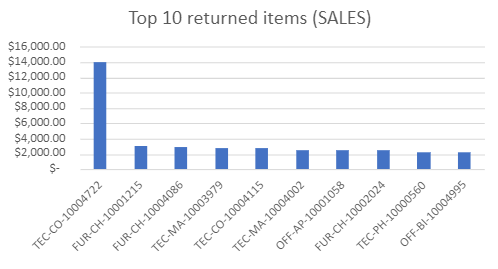 Top 10 returned items (SALES)
$16,000.00
$14,000.00
$12,000.00
$10,000.00
$8,000.00
$6,000.00
$4,000.00
$2,000.00
$-
TEC-CO-10004722
FUR-CH-10001215
FUR-CH-10004086
TEC-MA-10003979
TEC-CO-10004115
TEC-MA-10004002
OFF-AP-10001058
FUR-CH-10002024
TEC-PH-10000560
OFF-BI-10004995